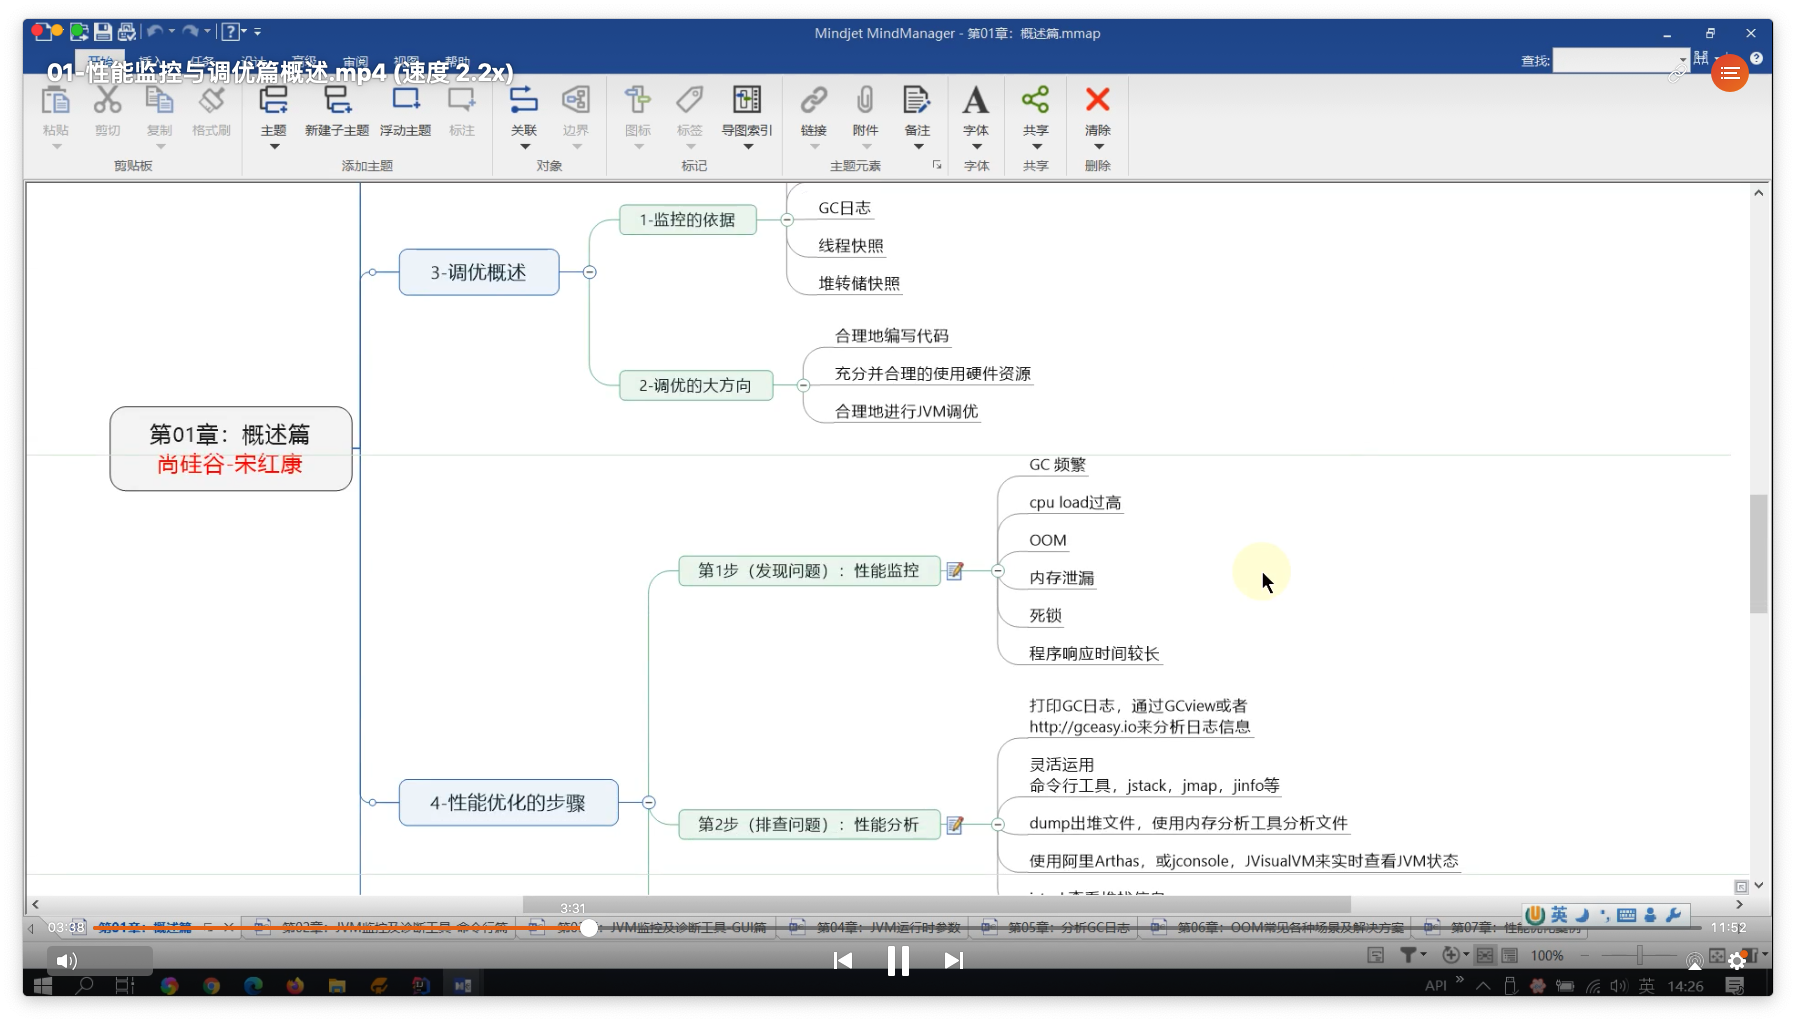 Mindjet MindManager - 第01章：概述篇.mmap
查找:
01-性能监控与调优篇概述.mp4 (速度 2.2x)
粘贴
剪切
复制
格式刷
主题
新建子主题
浮动主题
标注
关联
边界
图标
标签
导图索引
链接
附件
备注
字体
共享
清除
剪贴板
添加主题
对象
标记
主题元素
字体
共享
删除
1-监控的依据
GC日志
线程快照
堆转储快照
3-调优概述
合理地编写代码
2-调优的大方向
充分并合理的使用硬件资源
合理地进行JVM调优
第01章：概述篇
尚硅谷-宋红康
GC 频繁
cpu load过高
OOM
第1步（发现问题）：性能监控
内存泄漏
死锁
程序响应时间较长
打印GC日志，通过GCview或者
http://gceasy.io来分析日志信息
灵活运用
命令行工具，jstack，jmap，jinfo等
4-性能优化的步骤
第2步（排查问题）：性能分析
dump出堆文件，使用内存分析工具分析文件
使用阿里Arthas，或jconsole，JVisualVM来实时查看JVM状态
3:31
03:38
第01章：概述篇
第02章：JVM监控及诊断工具-命令行篇
JVM监控及诊断工具-GUI篇
第04章：JVM运行时参数
第05章：分析GC日志
第06章：OOM常见各种场景及解决方案
第07章：性能优化案例
英
11:52
100%
API
英
14:26